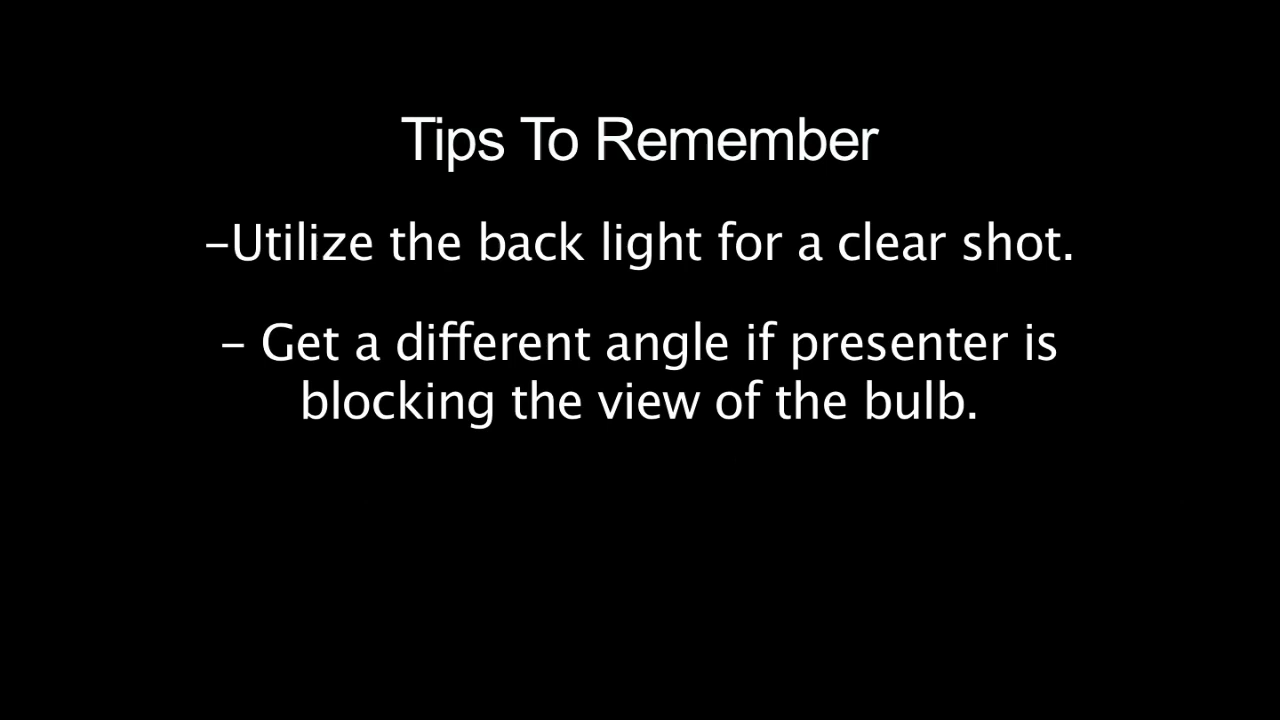 Tips To Remember
-Utilize the back light for a clear shot.
- Get a different angle if presenter is
blocking the view of the bulb.